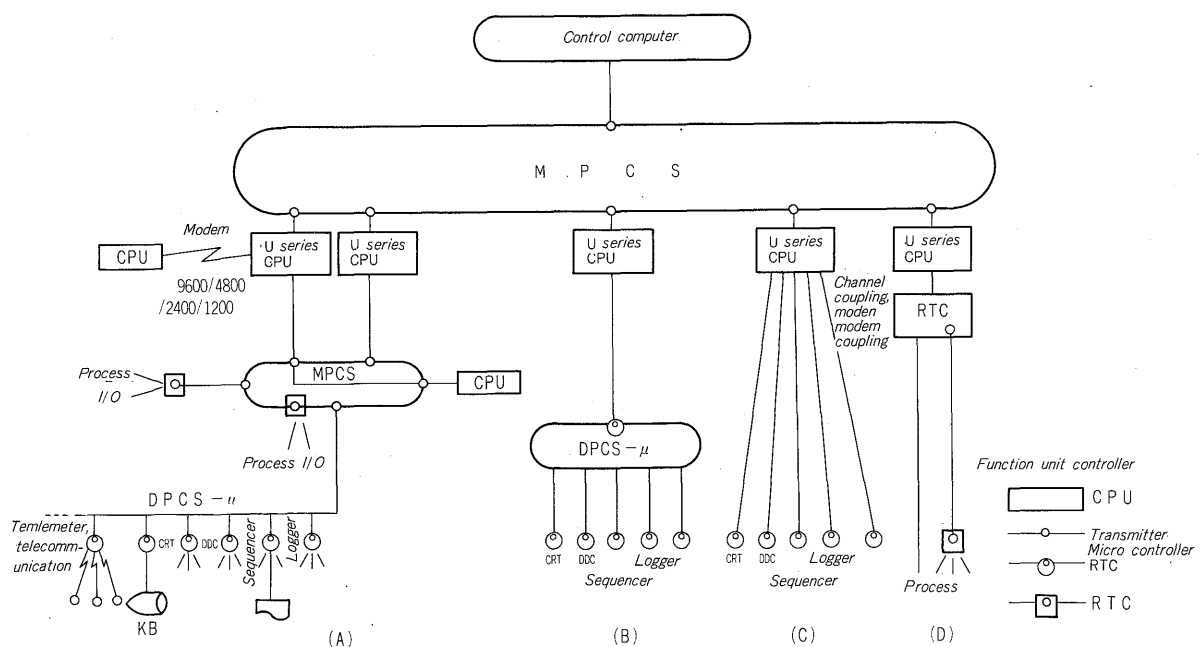 Control computer
M P C S
Modem
CPU
U series
CPU
U series
CPU
U series
CPU
U series
CPU
U series
CPU
9600/4800
/2400/1200
Channel
coupling,
moden
modem
coupling
RTC
Process
I/O
MPCS
CPU
Process I/O
DPCS-μ
DPCS-μ
Temlemeter,
telecomm-
unication
CRT
DDC
Sequencer
Logger
KB
CRT
DDC
Logger
Sequencer
CRT
DDC
Logger
Sequencer
Process
Function unit controller
CPU
Transmitter
Micro controller
RTC
RTC
(A)
(B)
(C)
(D)